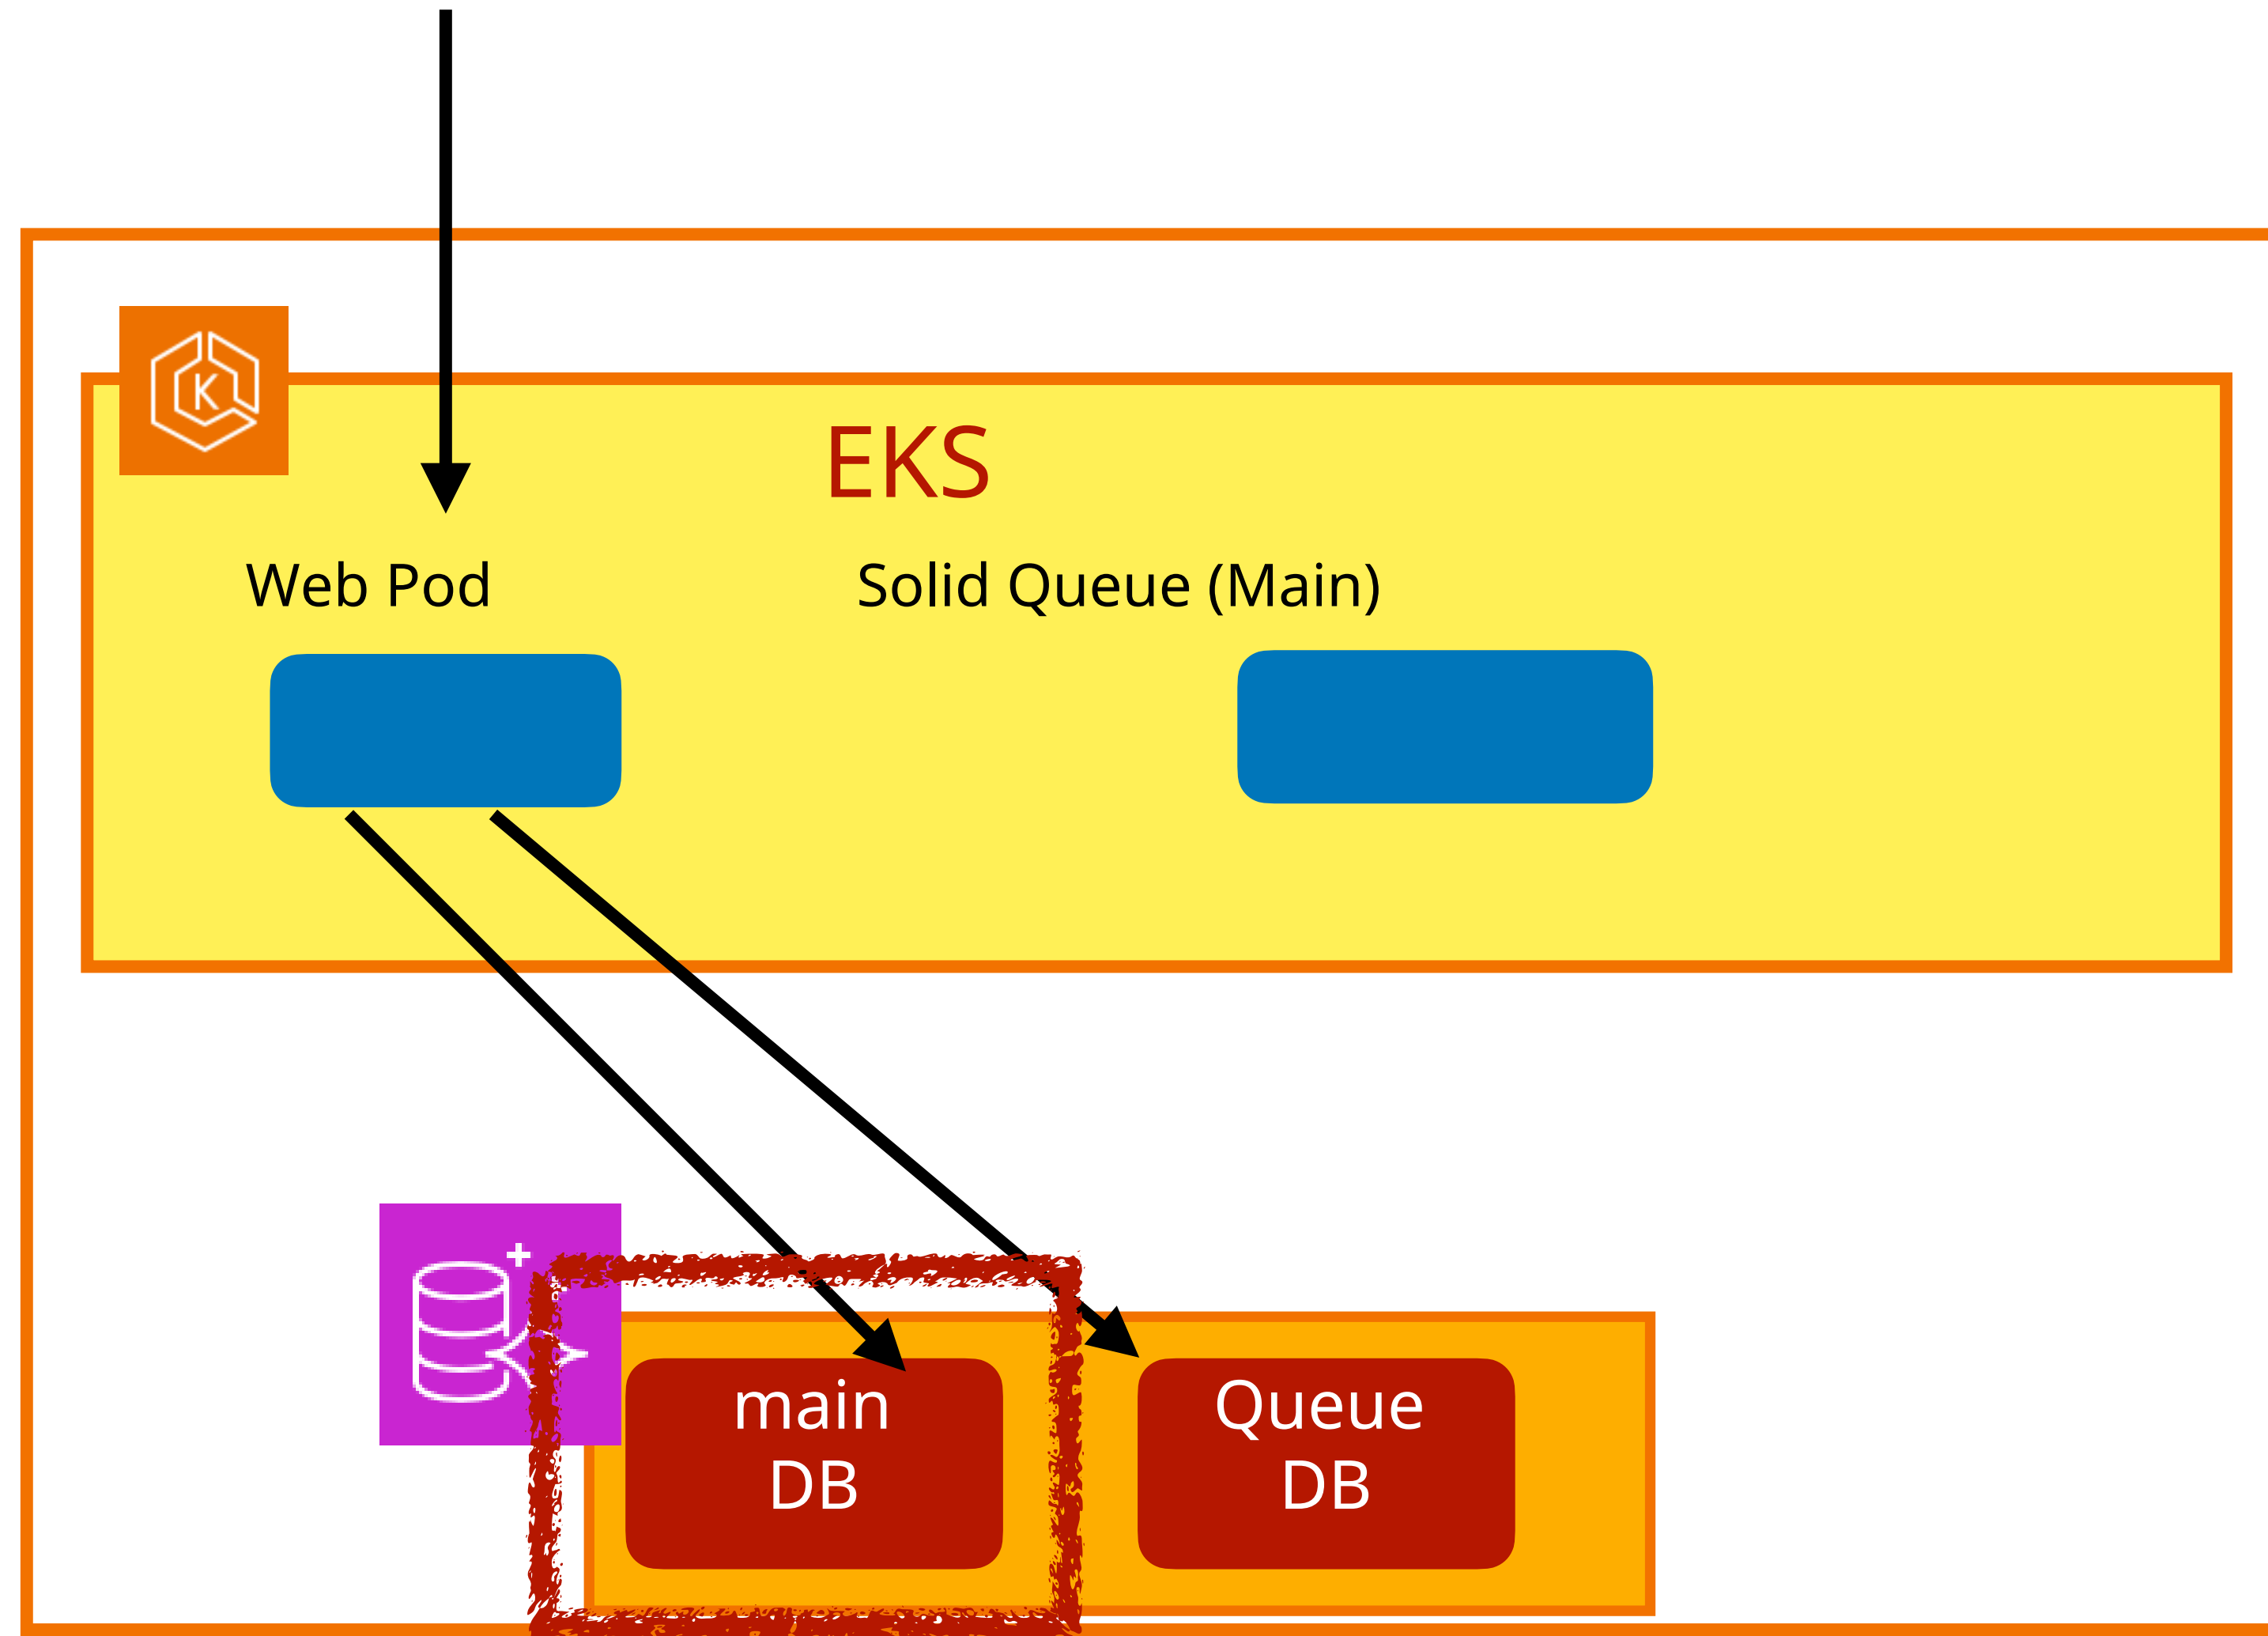 K
EKS
Web Pod
Solid Queue (Main)
main
DB
Queue
DB